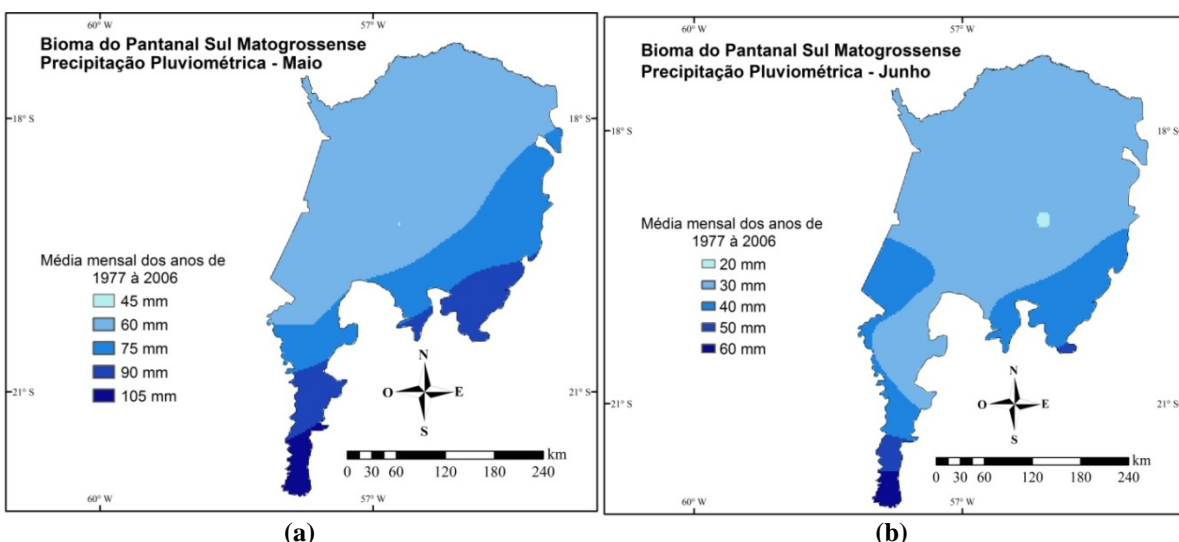 60° W
57° W
Bioma do Pantanal Sul Matogrossense
Precipitação Pluviométrica - Maio
18° S
18° S
Média mensal dos anos de
1977 à 2006
45 mm
60 mm
75 mm
90 mm
105 mm
N
O
E
S
21° S
21° S
km
0 30 60 120 180 240
60° W
57° W
(a)
60° W
57° W
Bioma do Pantanal Sul Matogrossense
Precipitação Pluviométrica - Junho
18° S
18° S
Média mensal dos anos de
1977 à 2006
20 mm
30 mm
40 mm
50 mm
60 mm
N
O
E
S
21° S
21° S
km
0 30 60 120 180 240
60° W
57° W
(b)